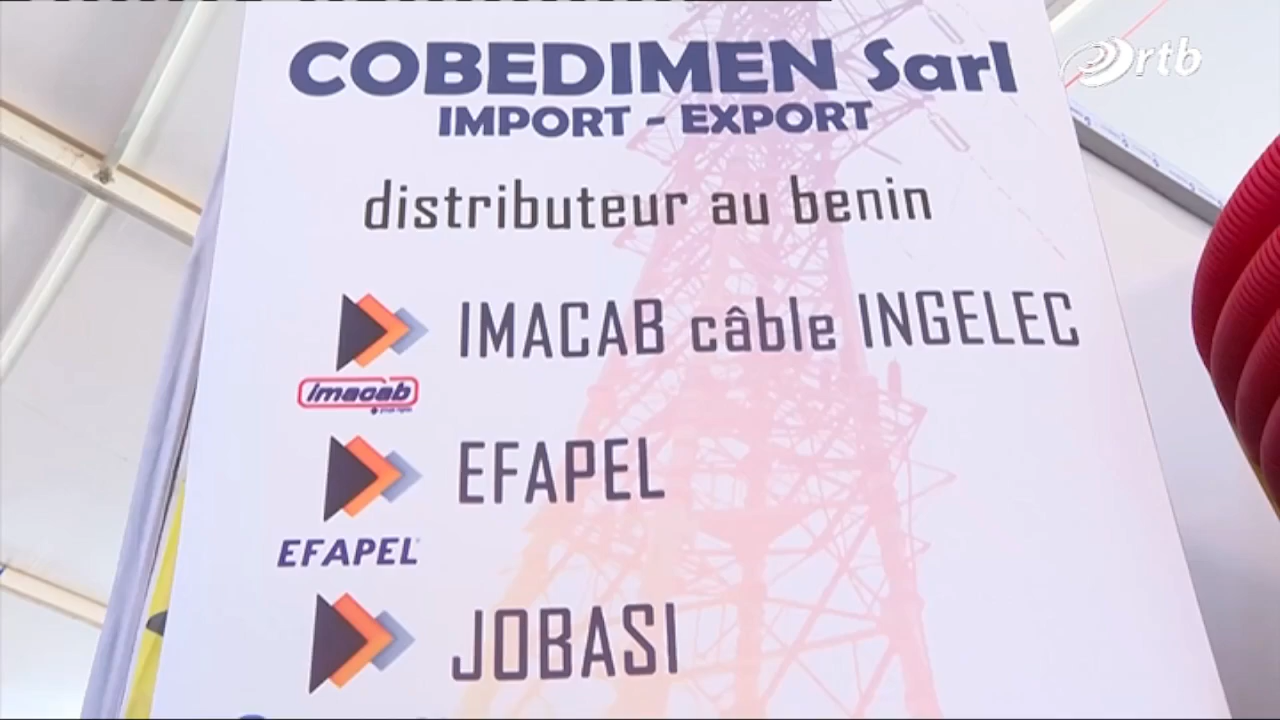 COBEDIMEN Sarl
rtb
IMPORT - EXPORT
distributeur au benin
IMACAB câble INGELEC
imacab
EFAPEL
EFAPEL
JOBASI